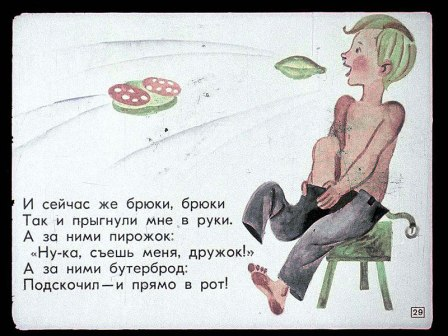 И сейчас же брюки, брюки
Так и прыгнули мне в руки.
А за ними пирожок:
«Ну-ка, съешь меня, дружок!»
А за ними бутерброд:
Подскочил—и прямо в рот!
29